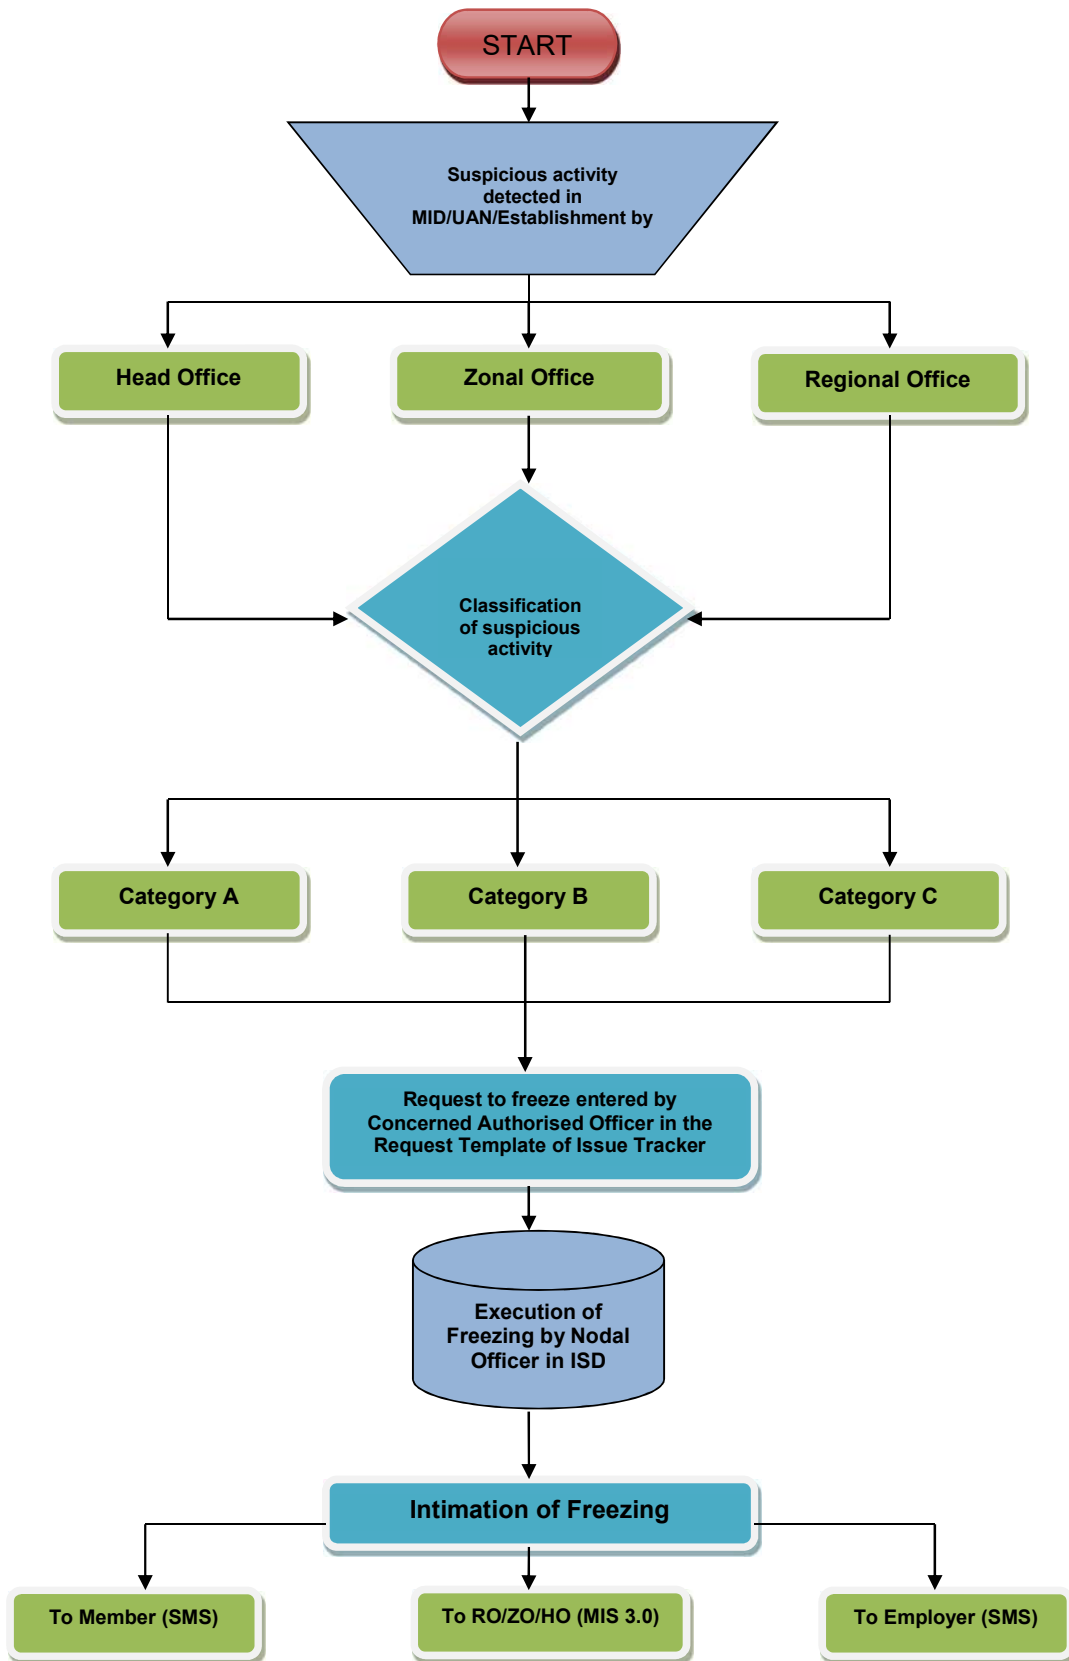 START
Suspicious activity
detected in
MID/UAN/Establishment by
Head Office
Zonal Office
Regional Office
Classification
of suspicious
activity
Category A
Category B
Category C
Request to freeze entered by
Concerned Authorised Officer in the
Request Template of Issue Tracker
Execution of
Freezing by Nodal
Officer in ISD
Intimation of Freezing
To Member (SMS)
To RO/ZO/HO (MIS 3.0)
To Employer (SMS)